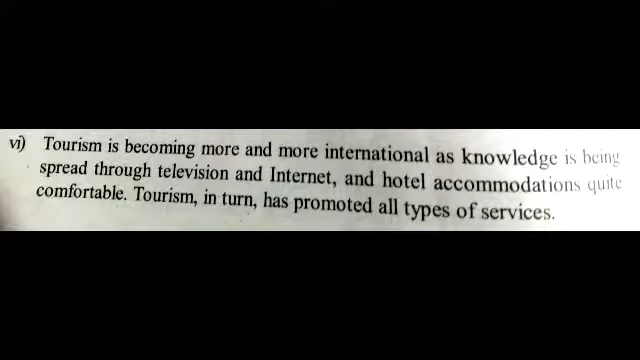 vi) Tourism is becoming more and more international as knowledge is being
spread through television and Internet, and hotel accommodations quite
comfortable. Tourism, in turn, has promoted all types of services.